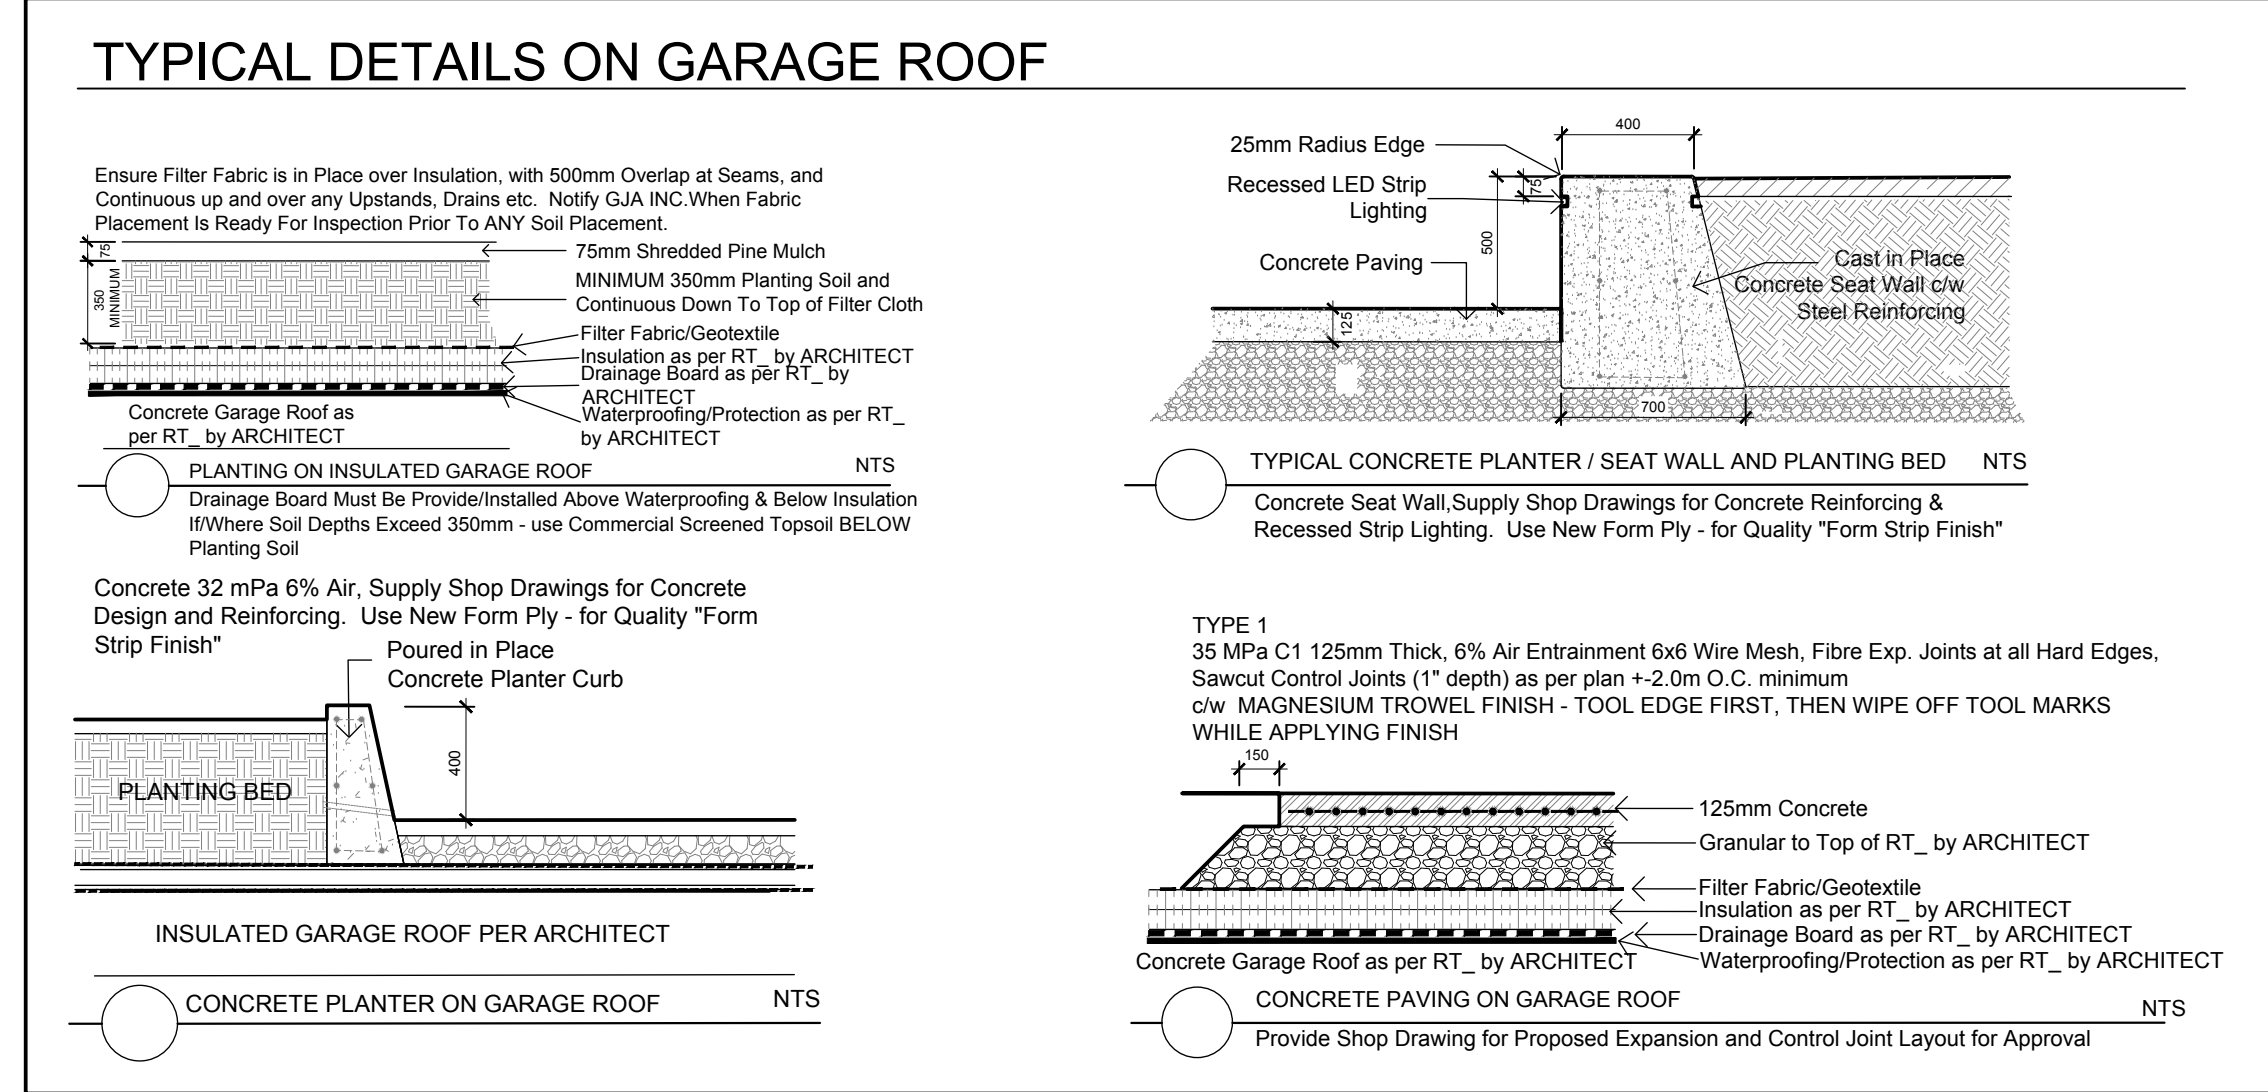 TYPICAL DETAILS ON GARAGE ROOF
Ensure Filter Fabric is in Place over Insulation, with 500mm Overlap at Seams, and
Continuous up and over any Upstands, Drains etc. Notify GJA INC.When Fabric
Placement Is Ready For Inspection Prior To ANY Soil Placement.
75
75mm Shredded Pine Mulch
350
MINIMUM
MINIMUM 350mm Planting Soil and
Continuous Down To Top of Filter Cloth
Filter Fabric/Geotextile
Insulation as per RT_ by ARCHITECT
Drainage Board as per RT_ by
ARCHITECT
Waterproofing/Protection as per RT_
by ARCHITECT
Concrete Garage Roof as
per RT_ by ARCHITECT
PLANTING ON INSULATED GARAGE ROOF
NTS
Drainage Board Must Be Provide/Installed Above Waterproofing & Below Insulation
If/Where Soil Depths Exceed 350mm - use Commercial Screened Topsoil BELOW
Planting Soil
400
25mm Radius Edge
75
Recessed LED Strip
Lighting
500
Concrete Paving
125
Cast in Place
Concrete Seat Wall c/w
Steel Reinforcing
700
TYPICAL CONCRETE PLANTER / SEAT WALL AND PLANTING BED
NTS
Concrete Seat Wall,Supply Shop Drawings for Concrete Reinforcing &
Recessed Strip Lighting. Use New Form Ply - for Quality "Form Strip Finish"
Concrete 32 mPa 6% Air, Supply Shop Drawings for Concrete
Design and Reinforcing. Use New Form Ply - for Quality "Form
Strip Finish"
Poured in Place
Concrete Planter Curb
400
PLANTING BED
INSULATED GARAGE ROOF PER ARCHITECT
CONCRETE PLANTER ON GARAGE ROOF
NTS
TYPE 1
35 MPa C1 125mm Thick, 6% Air Entrainment 6x6 Wire Mesh, Fibre Exp. Joints at all Hard Edges,
Sawcut Control Joints (1" depth) as per plan +-2.0m O.C. minimum
c/w MAGNESIUM TROWEL FINISH - TOOL EDGE FIRST, THEN WIPE OFF TOOL MARKS
WHILE APPLYING FINISH
150
125mm Concrete
Granular to Top of RT_ by ARCHITECT
Filter Fabric/Geotextile
Insulation as per RT_ by ARCHITECT
Drainage Board as per RT_ by ARCHITECT
Waterproofing/Protection as per RT_ by ARCHITECT
Concrete Garage Roof as per RT_ by ARCHITECT
CONCRETE PAVING ON GARAGE ROOF
NTS
Provide Shop Drawing for Proposed Expansion and Control Joint Layout for Approval